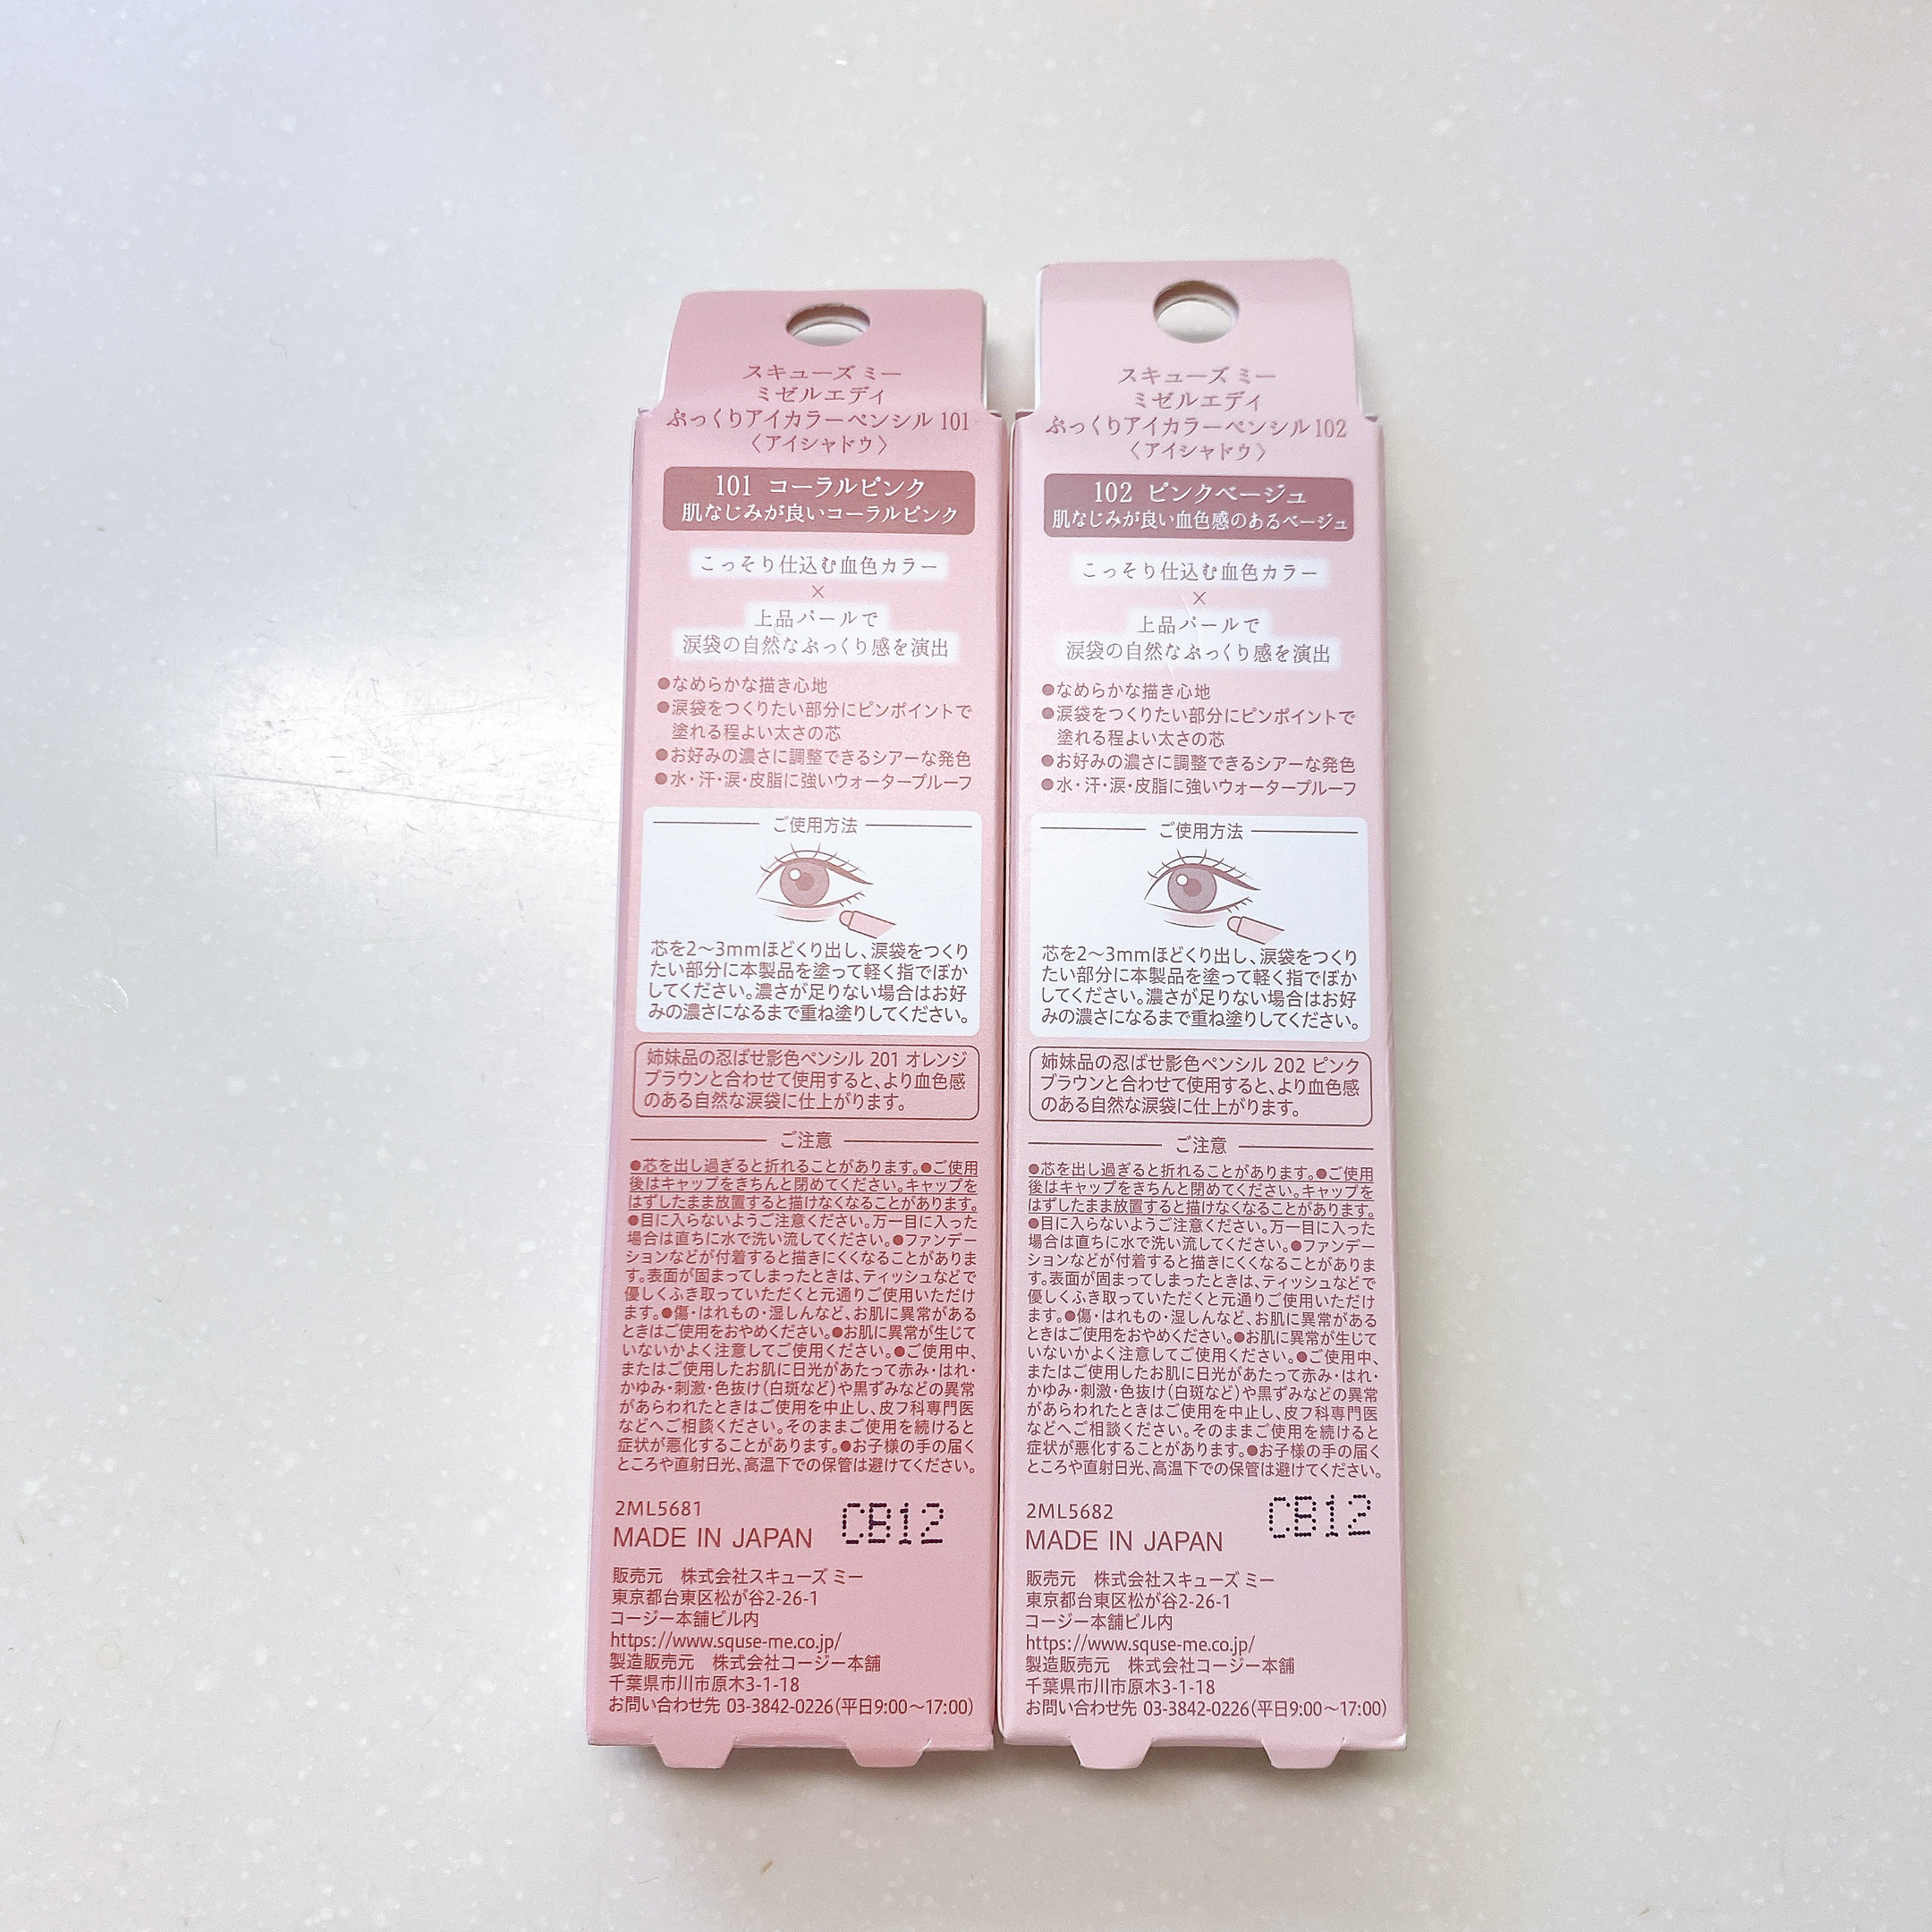 スキューズ ミー
ミゼルエディ
ぷっくりアイカラーペンシル 101
〈アイシャドウ〉
101 コーラルピンク
肌なじみが良いコーラルピンク
こっそり仕込む血色カラー
×
上品パールで
涙袋の自然なぷっくり感を演出
●なめらかな描き心地
●涙袋をつくりたい部分にピンポイントで
塗れる程よい太さの芯
●お好みの濃さに調整できるシアーな発色
●水・汗・涙・皮脂に強いウォータープルーフ
ご使用方法
芯を2〜3mmほどくり出し、涙袋をつくり
たい部分に本製品を塗って軽く指でぼか
してください。濃さが足りない場合はお好
みの濃さになるまで重ね塗りしてください。
姉妹品の忍ばせ影色ペンシル 201 オレンジ
ブラウンと合わせて使用すると、より血色感
のある自然な涙袋に仕上がります。
ご注意
●芯を出し過ぎると折れることがあります。●ご使用
後はキャップをきちんと閉めてください。キャップを
はずしたまま放置すると描けなくなることがあります。
●目に入らないようご注意ください。万一目に入った
場合は直ちに水で洗い流してください。●ファンデー
ションなどが付着すると描きにくくなることがありま
す。表面が固まってしまったときは、ティッシュなどで
優しくふき取っていただくと元通りご使用いただけ
ます。●傷・はれもの・湿しんなど、お肌に異常がある
ときはご使用をおやめください。●お肌に異常が生じて
いないかよく注意してご使用ください。●ご使用中、
またはご使用したお肌に日光があたって赤み・はれ・
かゆみ・刺激・色抜け(白斑など)や黒ずみなどの異常
があらわれたときはご使用を中止し、皮フ科専門医
などへご相談ください。そのままご使用を続けると
症状が悪化することがあります。●お子様の手の届く
ところや直射日光、高温下での保管は避けてください。
2ML5681
MADE IN JAPAN
CB12
販売元 株式会社スキューズ ミー
東京都台東区松が谷2-26-1
コージー本舗ビル内
https://www.squse-me.co.jp/
製造販売元 株式会社コージー本舗
千葉県市川市原木3-1-18
お問い合わせ先 03-3842-0226(平日9:00〜17:00)
スキューズ ミー
ミゼルエディ
ぷっくりアイカラーペンシル 102
〈アイシャドウ〉
102 ピンクベージュ
肌なじみが良い血色感のあるベージュ
こっそり仕込む血色カラー
×
上品パールで
涙袋の自然なぷっくり感を演出
●なめらかな描き心地
●涙袋をつくりたい部分にピンポイントで
塗れる程よい太さの芯
●お好みの濃さに調整できるシアーな発色
●水・汗・涙・皮脂に強いウォータープルーフ
ご使用方法
芯を2〜3mmほどくり出し、涙袋をつくり
たい部分に本製品を塗って軽く指でぼか
してください。濃さが足りない場合はお好
みの濃さになるまで重ね塗りしてください。
姉妹品の忍ばせ影色ペンシル 202 ピンク
ブラウンと合わせて使用すると、より血色感
のある自然な涙袋に仕上がります。
ご注意
●芯を出し過ぎると折れることがあります。●ご使用
後はキャップをきちんと閉めてください。キャップを
はずしたまま放置すると描けなくなることがあります。
●目に入らないようご注意ください。万一目に入った
場合は直ちに水で洗い流してください。●ファンデー
ションなどが付着すると描きにくくなることがありま
す。表面が固まってしまったときは、ティッシュなどで
優しくふき取っていただくと元通りご使用いただけ
ます。●傷・はれもの・湿しんなど、お肌に異常がある
ときはご使用をおやめください。●お肌に異常が生じて
いないかよく注意してご使用ください。●ご使用中、
またはご使用したお肌に日光があたって赤み・はれ・
かゆみ・刺激・色抜け(白斑など)や黒ずみなどの異常
があらわれたときはご使用を中止し、皮フ科専門医
などへご相談ください。そのままご使用を続けると
症状が悪化することがあります。●お子様の手の届く
ところや直射日光、高温下での保管は避けてください。
2ML5682
MADE IN JAPAN
CB12
販売元 株式会社スキューズ ミー
東京都台東区松が谷2-26-1
コージー本舗ビル内
https://www.squse-me.co.jp/
製造販売元 株式会社コージー本舗
千葉県市川市原木3-1-18
お問い合わせ先 03-3842-0226(平日9:00〜17:00)